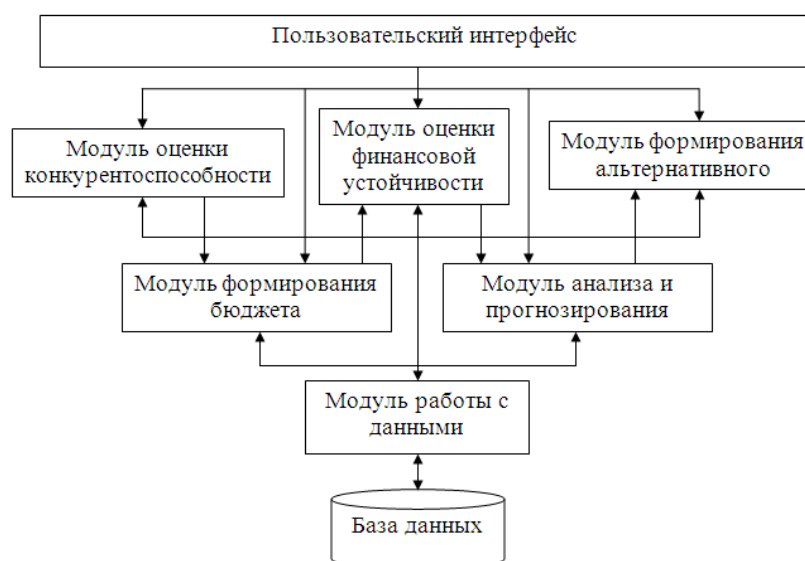 Пользовательский интерфейс
Модуль оценки
конкурентоспособности
Модуль оценки
финансовой
устойчивости
Модуль формирования
альтернативного
Модуль формирования
бюджета
Модуль анализа и
прогнозирования
Модуль работы с
данными
База данных